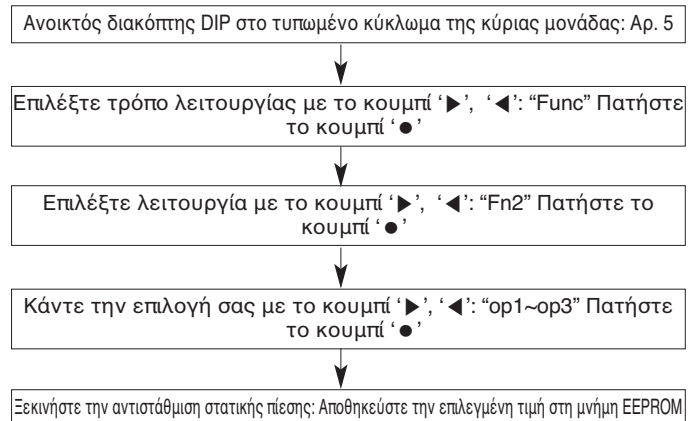 Ανοικτός διακόπτης DIP στο τυπωμένο κύκλωμα της κύριας μονάδας: Αρ. 5
Επιλέξτε τρόπο λειτουργίας με το κουμπί ‘▶’, ‘◀’: “Func” Πατήστε
το κουμπί ‘●’
Επιλέξτε λειτουργία με το κουμπί ‘▶’, ‘◀’: “Fn2” Πατήστε το
κουμπί ‘●’
Κάντε την επιλογή σας με το κουμπί ‘▶’, ‘◀’: “op1~op3” Πατήστε
το κουμπί ‘●’
Ξεκινήστε την αντιστάθμιση στατικής πίεσης: Αποθηκεύστε την επιλεγμένη τιμή στη μνήμη EEPROM